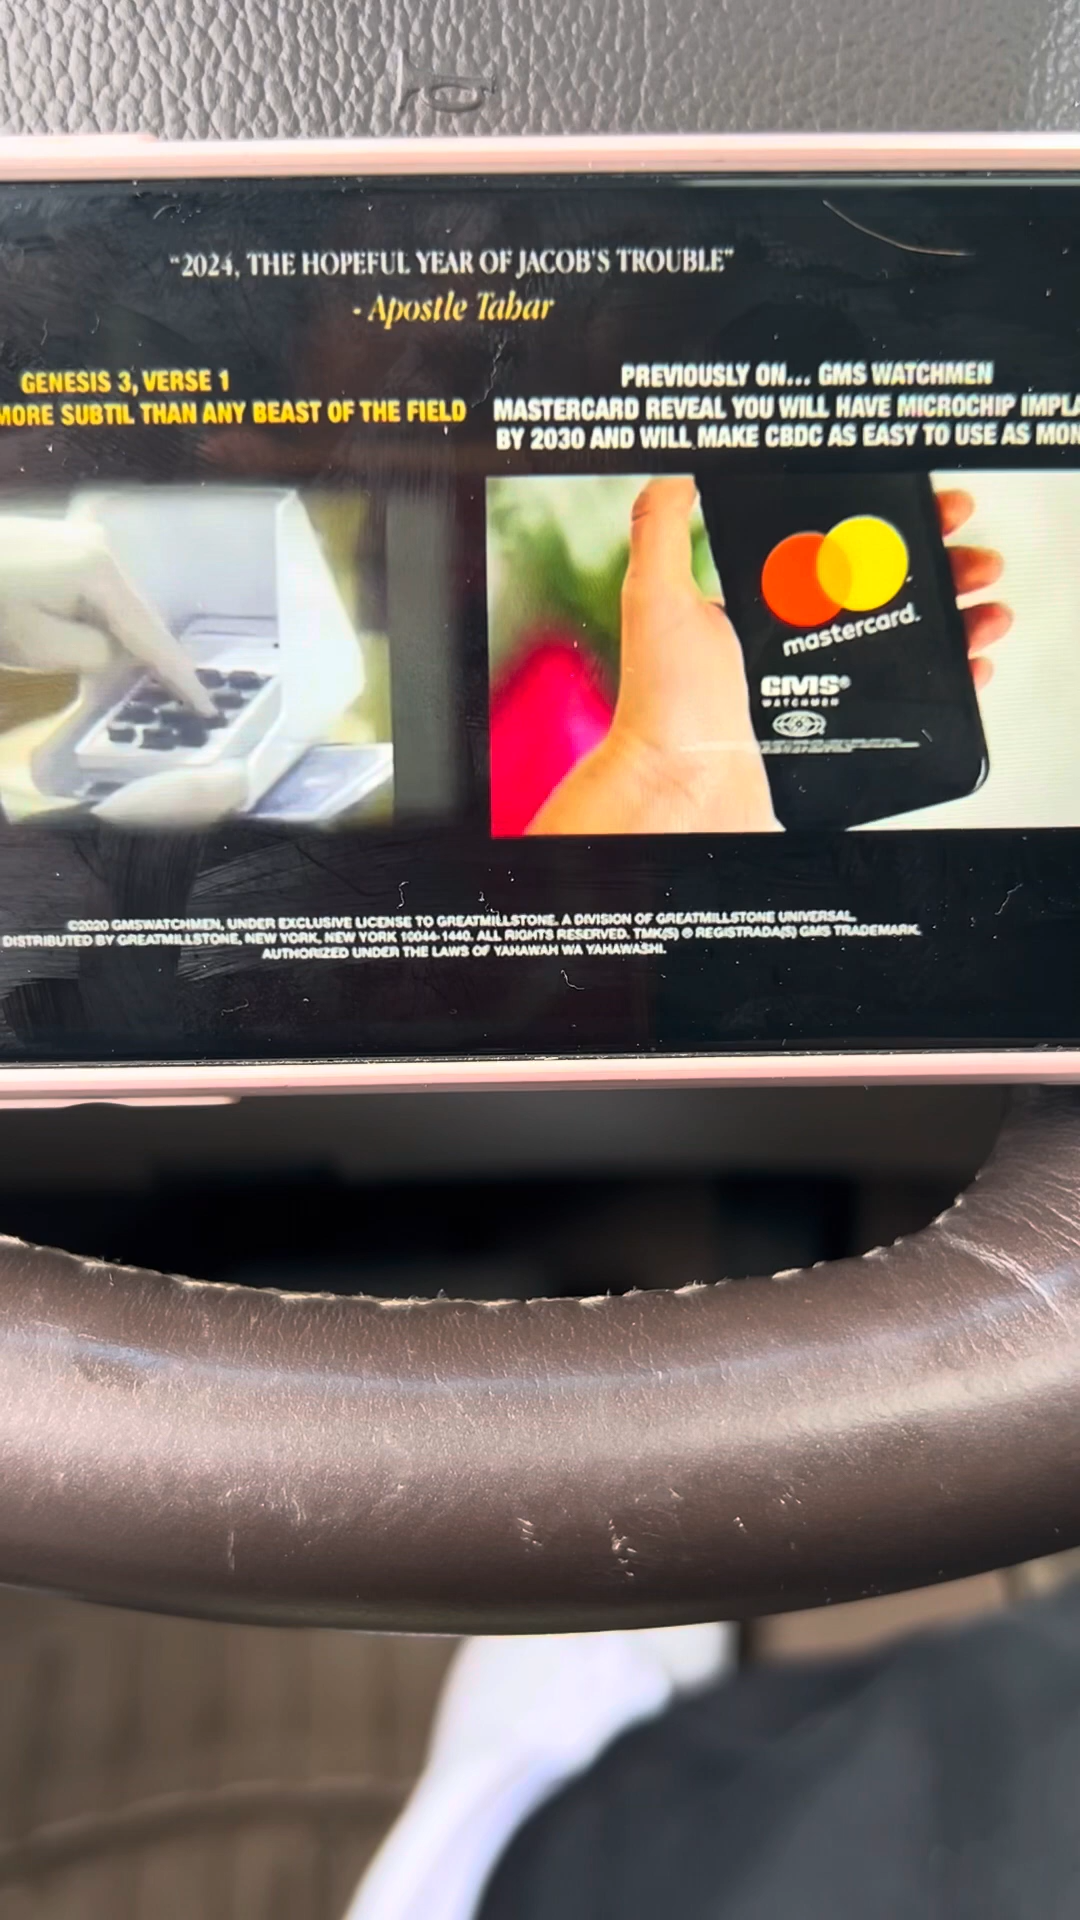 "2024, THE HOPEFUL YEAR OF JACOB'S TROUBLE"
- Apostle Tahar
GENESIS 3, VERSE 1
MORE SUBTIL THAN ANY BEAST OF THE FIELD
PREVIOUSLY ON... GMS WATCHMEN
MASTERCARD REVEAL YOU WILL HAVE MICROCHIP IMPLA
BY 2030 AND WILL MAKE CBDC AS EASY TO USE AS MON
mastercard.
GMS®
WATCHMEN
©2020 GMSWATCHMEN, UNDER EXCLUSIVE LICENSE TO GREATMILLSTONE. A DIVISION OF GREATMILLSTONE UNIVERSAL.
DISTRIBUTED BY GREATMILLSTONE, NEW YORK, NEW YORK 10044-1440. ALL RIGHTS RESERVED. TMK(S) ® REGISTRADA(S) GMS TRADEMARK.
AUTHORIZED UNDER THE LAWS OF YAHAWAH WA YAHAWASHI.